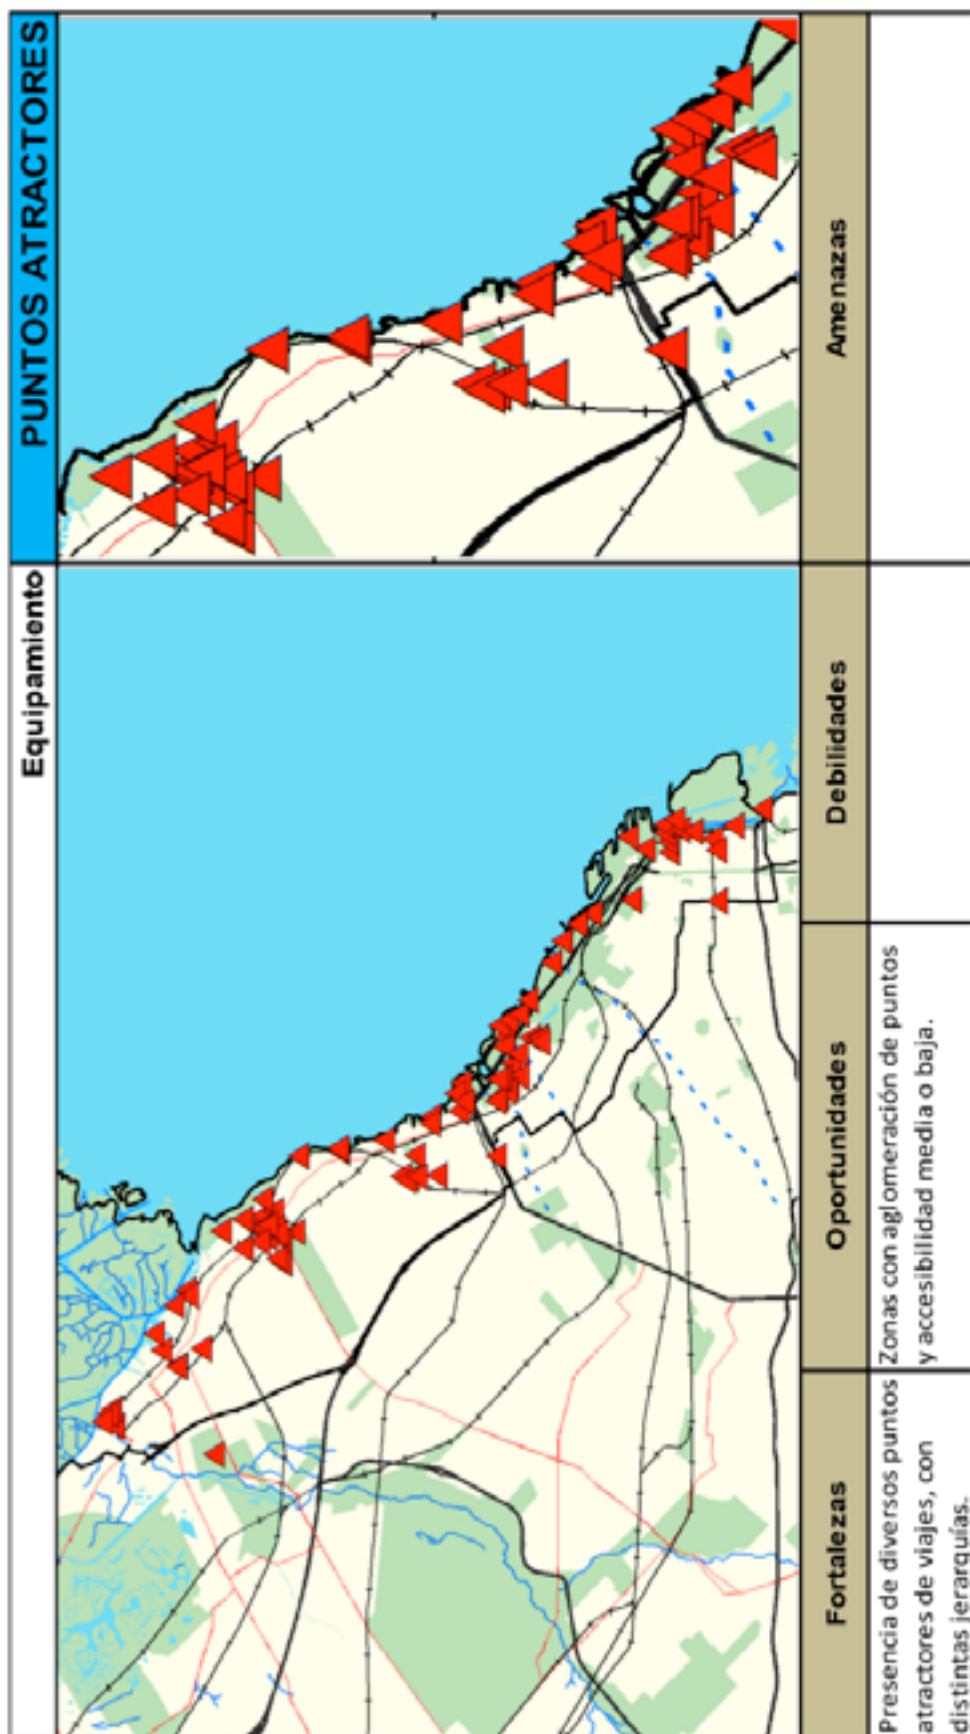 Equipamiento
PUNTOS ATRACTORES
Fortalezas
Oportunidades
Debilidades
Amenazas
Presencia de diversos puntos
atractores de viajes, con
distintas jerarquías.
Zonas con aglomeración de puntos
y accesibilidad media o baja.